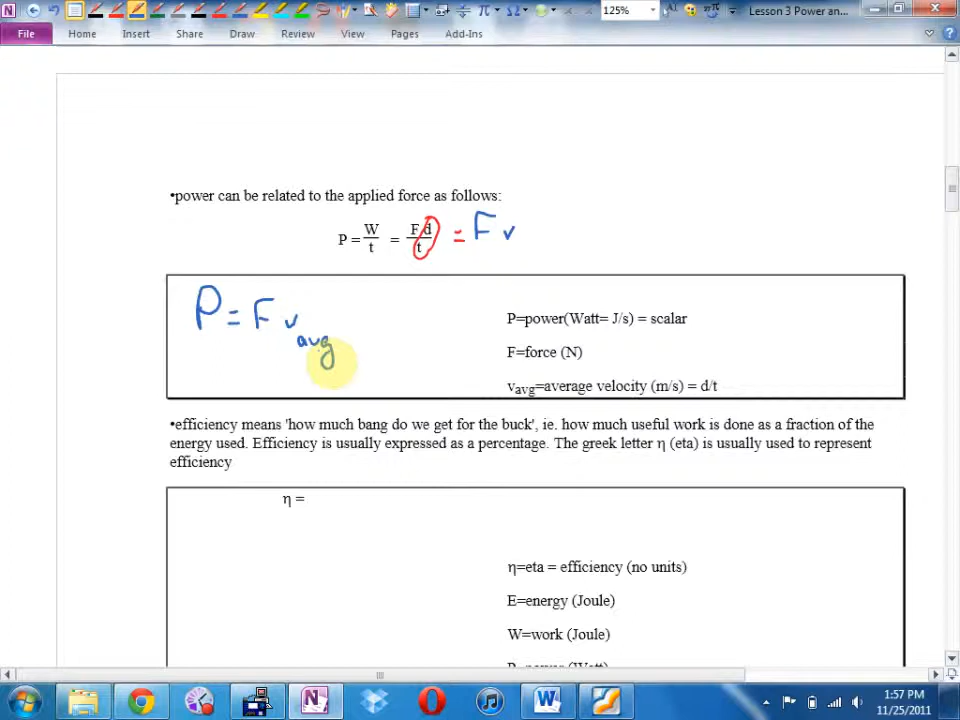 125%
Lesson 3 Power an...
File Home Insert Share Draw Review View Pages Add-Ins
•power can be related to the applied force as follows:
P = W/t = F d/t = F v
P = F v avg
P=power(Watt= J/s) = scalar
F=force (N)
vavg=average velocity (m/s) = d/t
•efficiency means 'how much bang do we get for the buck', ie. how much useful work is done as a fraction of the
energy used. Efficiency is usually expressed as a percentage. The greek letter η (eta) is usually used to represent
efficiency
η =
η=eta = efficiency (no units)
E=energy (Joule)
W=work (Joule)
P=power (Watt)
1:57 PM
11/25/2011